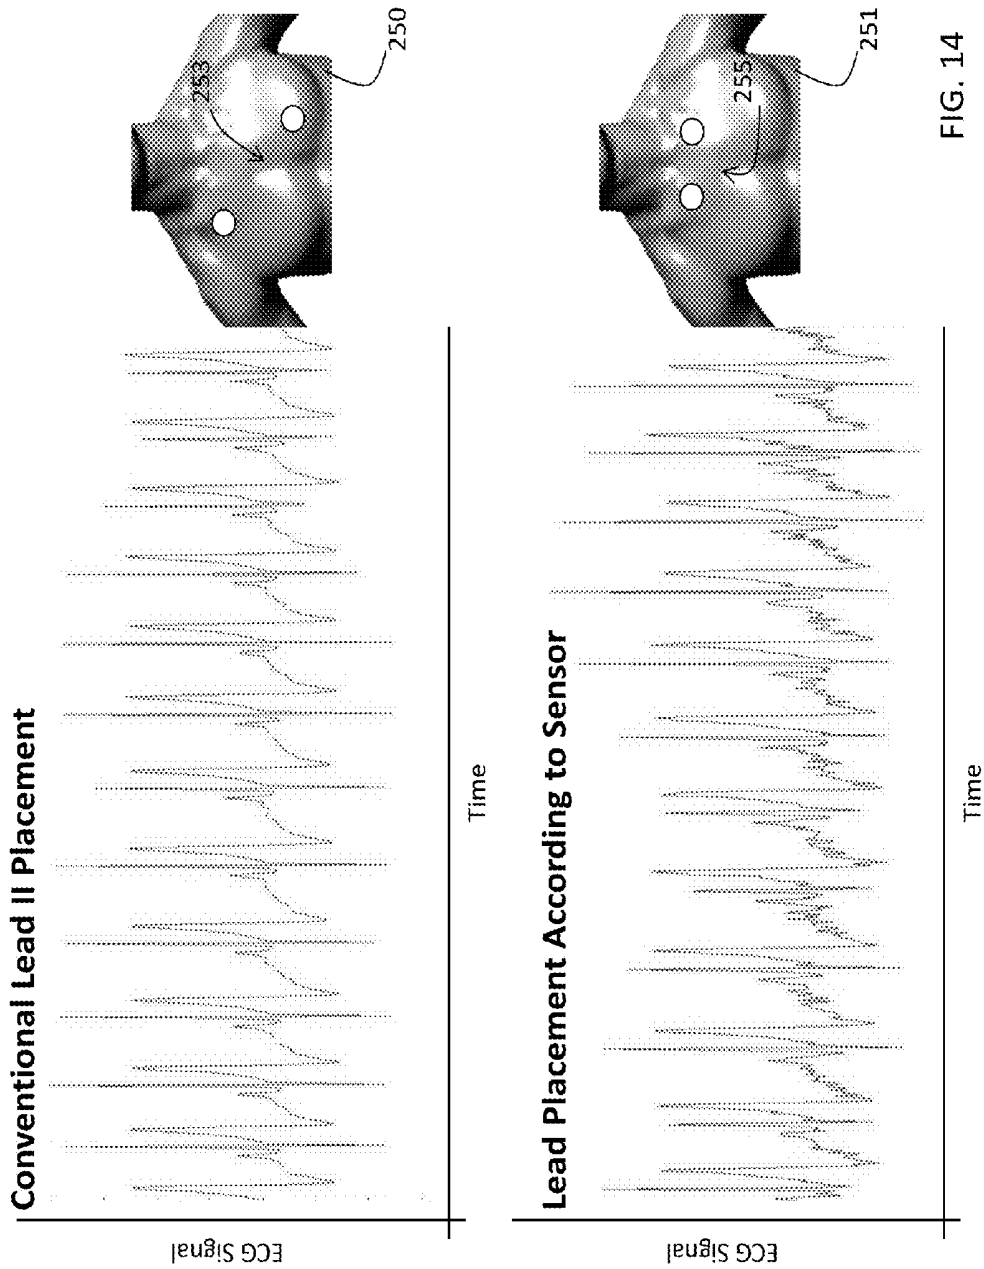 Conventional Lead II Placement
ECG Signal
Time
253
250
Lead Placement According to Sensor
ECG Signal
Time
255
251
FIG. 14